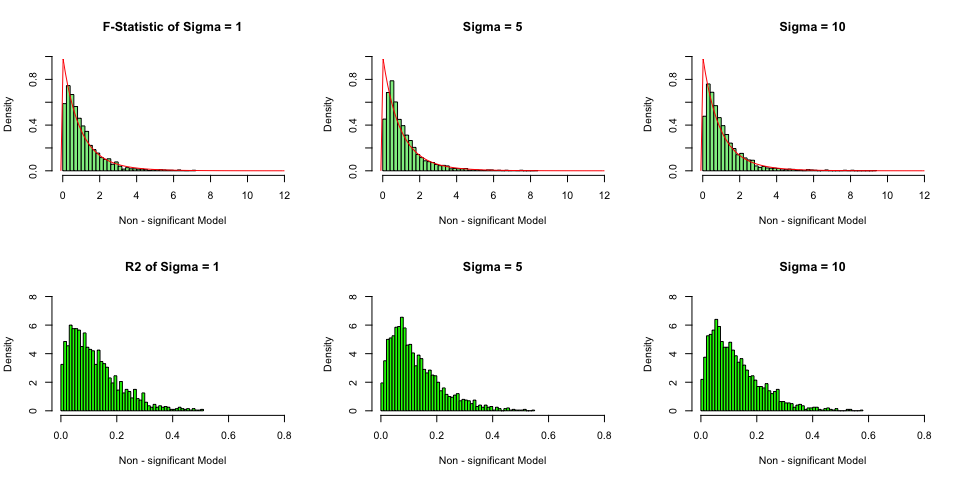 F-Statistic of Sigma = 1
Density
0.0 0.4 0.8
0 2 4 6 8 10 12
Non - significant Model
Sigma = 5
Density
0.0 0.4 0.8
0 2 4 6 8 10 12
Non - significant Model
Sigma = 10
Density
0.0 0.4 0.8
0 2 4 6 8 10 12
Non - significant Model
R2 of Sigma = 1
Density
0 2 4 6 8
0.0 0.2 0.4 0.6 0.8
Non - significant Model
Sigma = 5
Density
0 2 4 6 8
0.0 0.2 0.4 0.6 0.8
Non - significant Model
Sigma = 10
Density
0 2 4 6 8
0.0 0.2 0.4 0.6 0.8
Non - significant Model